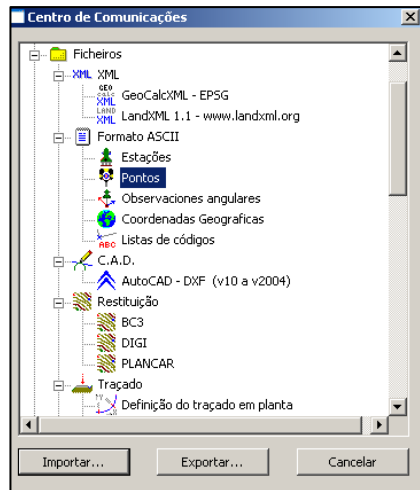 Centro de Comunicações
Ficheiros
XML XML
GEO calc XML GeoCalcXML - EPSG
LAND XML LandXML 1.1 - www.landxml.org
Formato ASCII
Estações
Pontos
Observaciones angulares
Coordenadas Geograficas
ABC Listas de códigos
C.A.D.
AutoCAD - DXF (v10 a v2004)
Restituição
BC3
DIGI
PLANCAR
Traçado
Definição do traçado em planta
Importar... Exportar... Cancelar